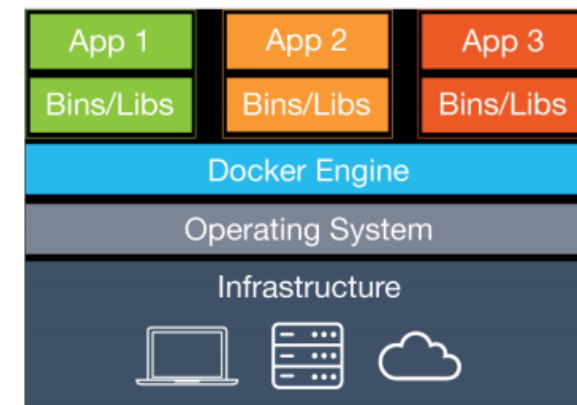 App 1 App 2 App 3
Bins/Libs Bins/Libs Bins/Libs
Docker Engine
Operating System
Infrastructure